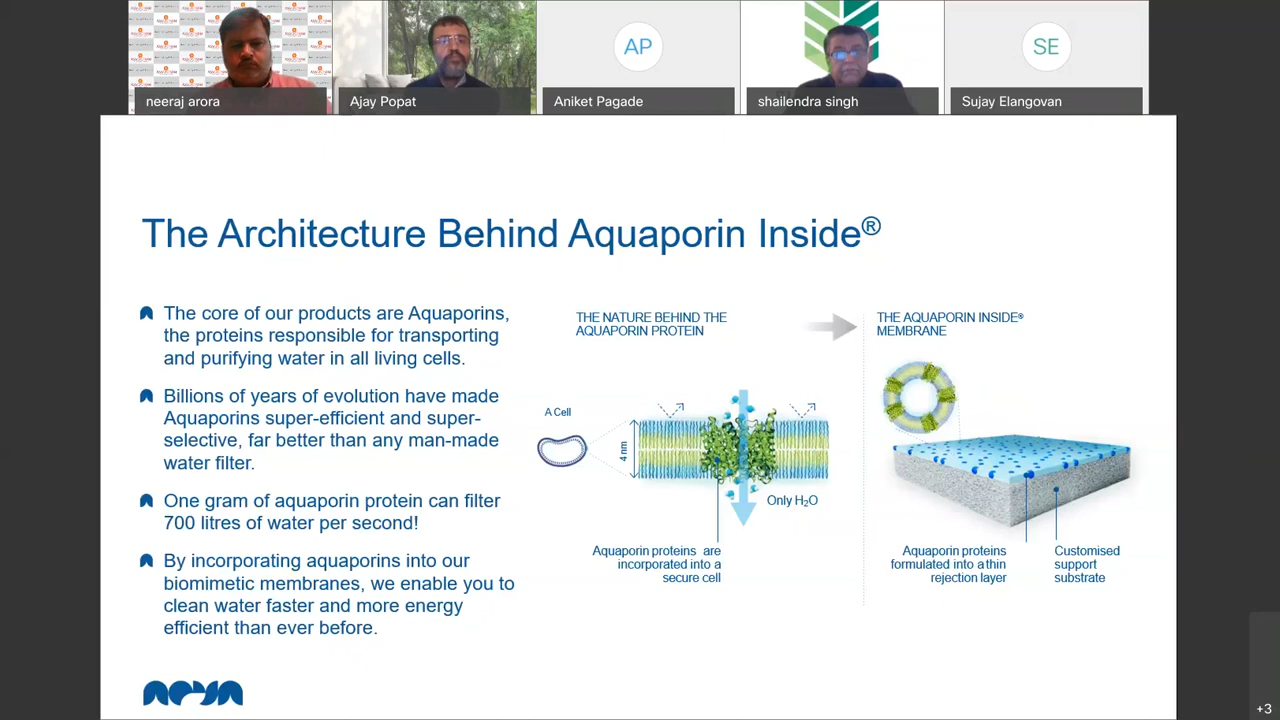 neeraj arora
Ajay Popat
AP
Aniket Pagade
shailendra singh
SE
Sujay Elangovan
The Architecture Behind Aquaporin Inside®
The core of our products are Aquaporins,
the proteins responsible for transporting
and purifying water in all living cells.
Billions of years of evolution have made
Aquaporins super-efficient and super-
selective, far better than any man-made
water filter.
One gram of aquaporin protein can filter
700 litres of water per second!
By incorporating aquaporins into our
biomimetic membranes, we enable you to
clean water faster and more energy
efficient than ever before.
THE NATURE BEHIND THE
AQUAPORIN PROTEIN
A Cell
4 nm
Only H₂O
Aquaporin proteins are
incorporated into a
secure cell
THE AQUAPORIN INSIDE®
MEMBRANE
Aquaporin proteins
formulated into a thin
rejection layer
Customised
support
substrate
+3